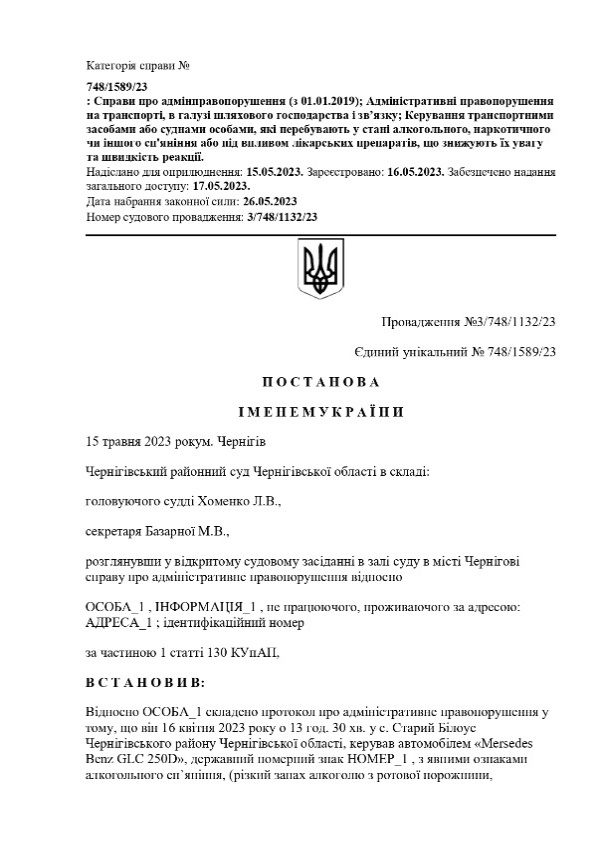 Категорія справи №
748/1589/23
: Справи про адмінправопорушення (з 01.01.2019); Адміністративні правопорушення
на транспорті, в галузі шляхового господарства і зв’язку; Керування транспортними
засобами або суднами особами, які перебувають у стані алкогольного, наркотичного
чи іншого сп'яніння або під впливом лікарських препаратів, що знижують їх увагу
та швидкість реакції.
Надіслано для оприлюднення: 15.05.2023. Зареєстровано: 16.05.2023. Забезпечено надання
загального доступу: 17.05.2023.
Дата набрання законної сили: 26.05.2023
Номер судового провадження: 3/748/1132/23
Провадження №3/748/1132/23
Єдиний унікальний № 748/1589/23
П О С Т А Н О В А
І М Е Н Е М У К Р А Ї Н И
15 травня 2023 рокум. Чернігів
Чернігівський районний суд Чернігівської області в складі:
головуючого судді Хоменко Л.В.,
секретаря Базарної М.В.,
розглянувши у відкритому судовому засіданні в залі суду в місті Чернігові
справу про адміністративне правопорушення відносно
ОСОБА_1 , ІНФОРМАЦІЯ_1 , не працюючого, проживаючого за адресою:
АДРЕСА_1 ; ідентифікаційний номер
за частиною 1 статті 130 КУпАП,
В С Т А Н О В И В:
Відносно ОСОБА_1 складено протокол про адміністративне правопорушення у
тому, що він 16 квітня 2023 року о 13 год. 30 хв. у с. Старий Білоус
Чернігівського району Чернігівської області, керував автомобілем «Mersedes
Benz GLC 250D», державний номерний знак НОМЕР_1 , з явними ознаками
алкогольного сп’яніння, (різкий запах алкоголю з ротової порожнини,